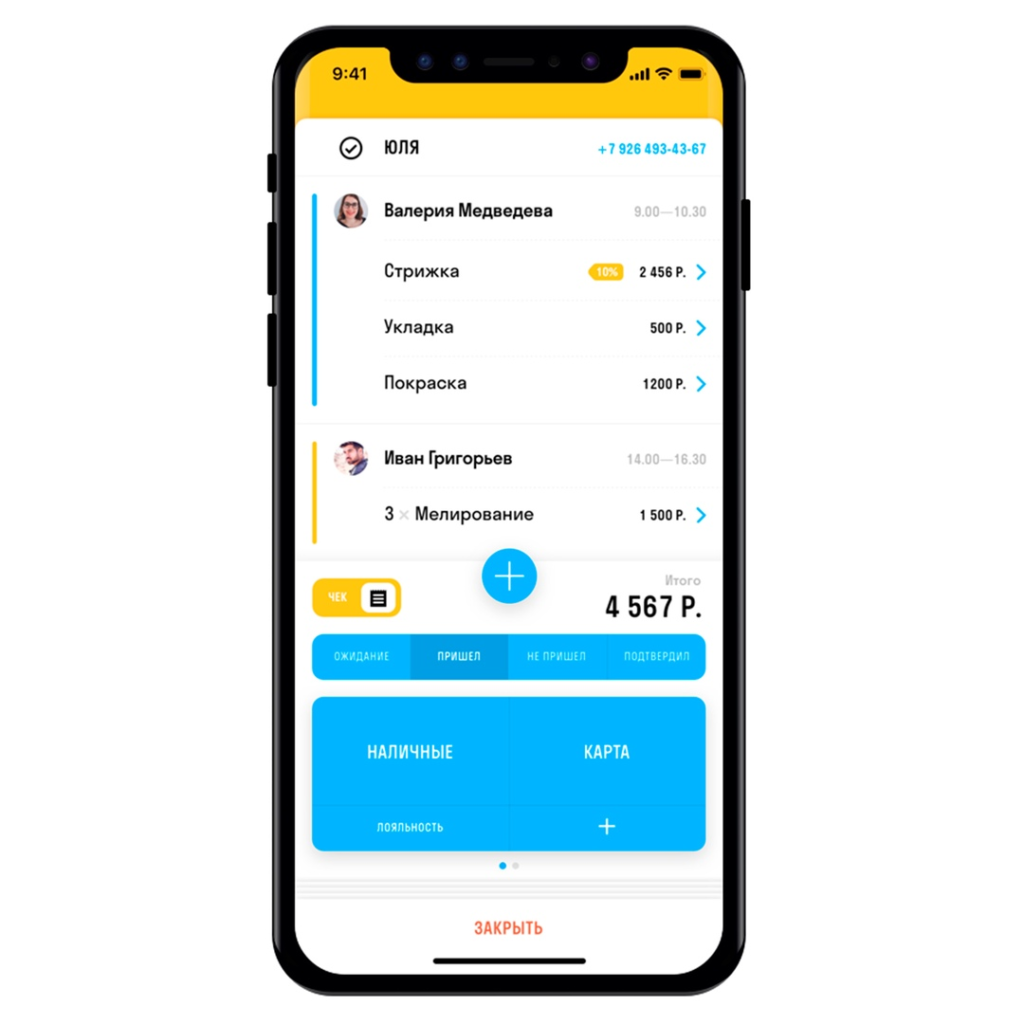 9:41
ЮЛЯ +7 926 493-43-67
Валерия Медведева 9.00—10.30
Стрижка 10% 2 456 Р.
Укладка 500 Р.
Покраска 1200 Р.
Иван Григорьев 14.00—16.30
3 × Мелирование 1 500 Р.
Итого
ЧЕК 4 567 Р.
ОЖИДАНИЕ ПРИШЕЛ НЕ ПРИШЕЛ ПОДТВЕРДИЛ
НАЛИЧНЫЕ КАРТА
ЛОЯЛЬНОСТЬ +
ЗАКРЫТЬ